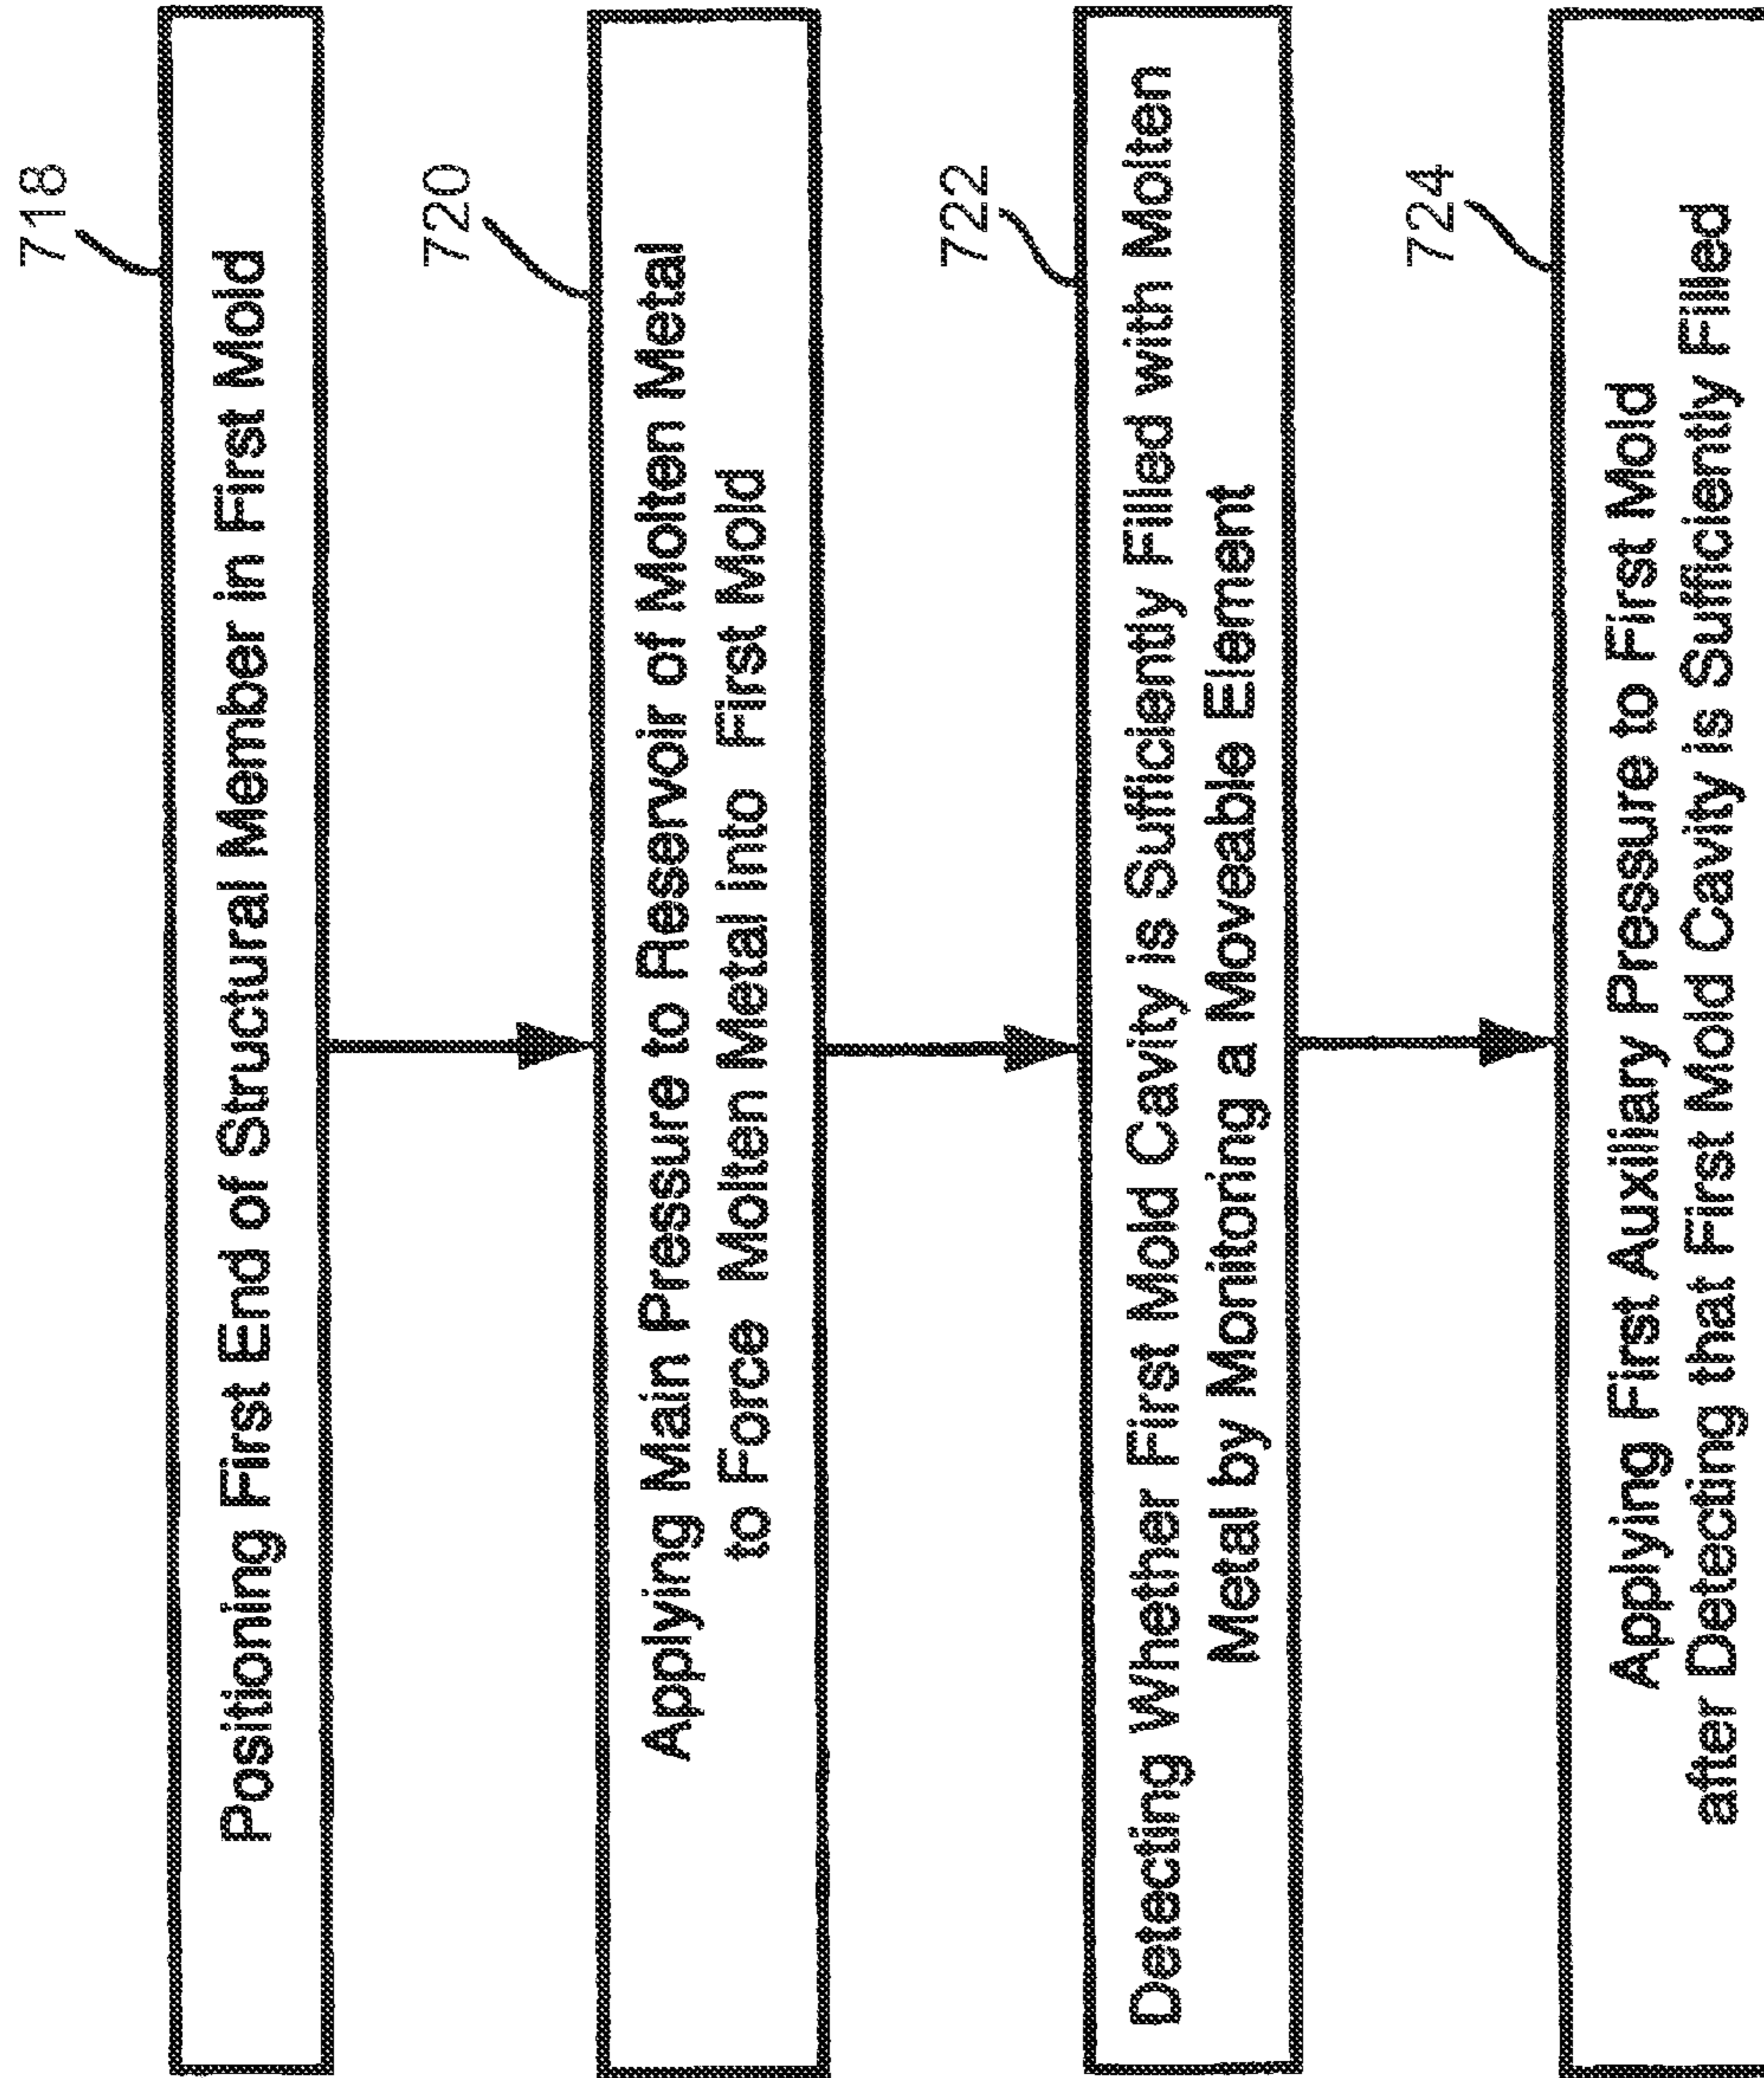 718
Positioning First End of Structural Member in First Mold
720
Applying Main Pressure to Reservoir of Molten Metal
to Force Molten Metal into First Mold
722
Detecting Whether First Mold Cavity is Sufficiently Filled with Molten
Metal by Monitoring a Moveable Element
724
Applying First Auxiliary Pressure to First Mold
after Detecting that First Mold Cavity is Sufficiently Filled